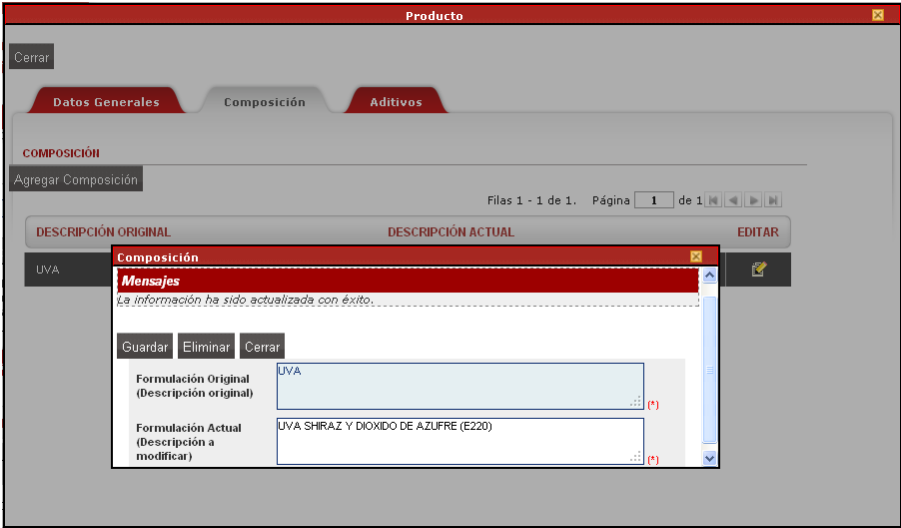 Producto
Cerrar
Datos Generales Composición Aditivos
COMPOSICIÓN
Agregar Composición
Filas 1 - 1 de 1. Página 1 de 1
DESCRIPCIÓN ORIGINAL DESCRIPCIÓN ACTUAL EDITAR
UVA
Composición
Mensajes
La información ha sido actualizada con éxito.
Guardar Eliminar Cerrar
Formulación Original
(Descripción original)
UVA
(*)
Formulación Actual
(Descripción a
modificar)
UVA SHIRAZ Y DIOXIDO DE AZUFRE (E220)
(*)